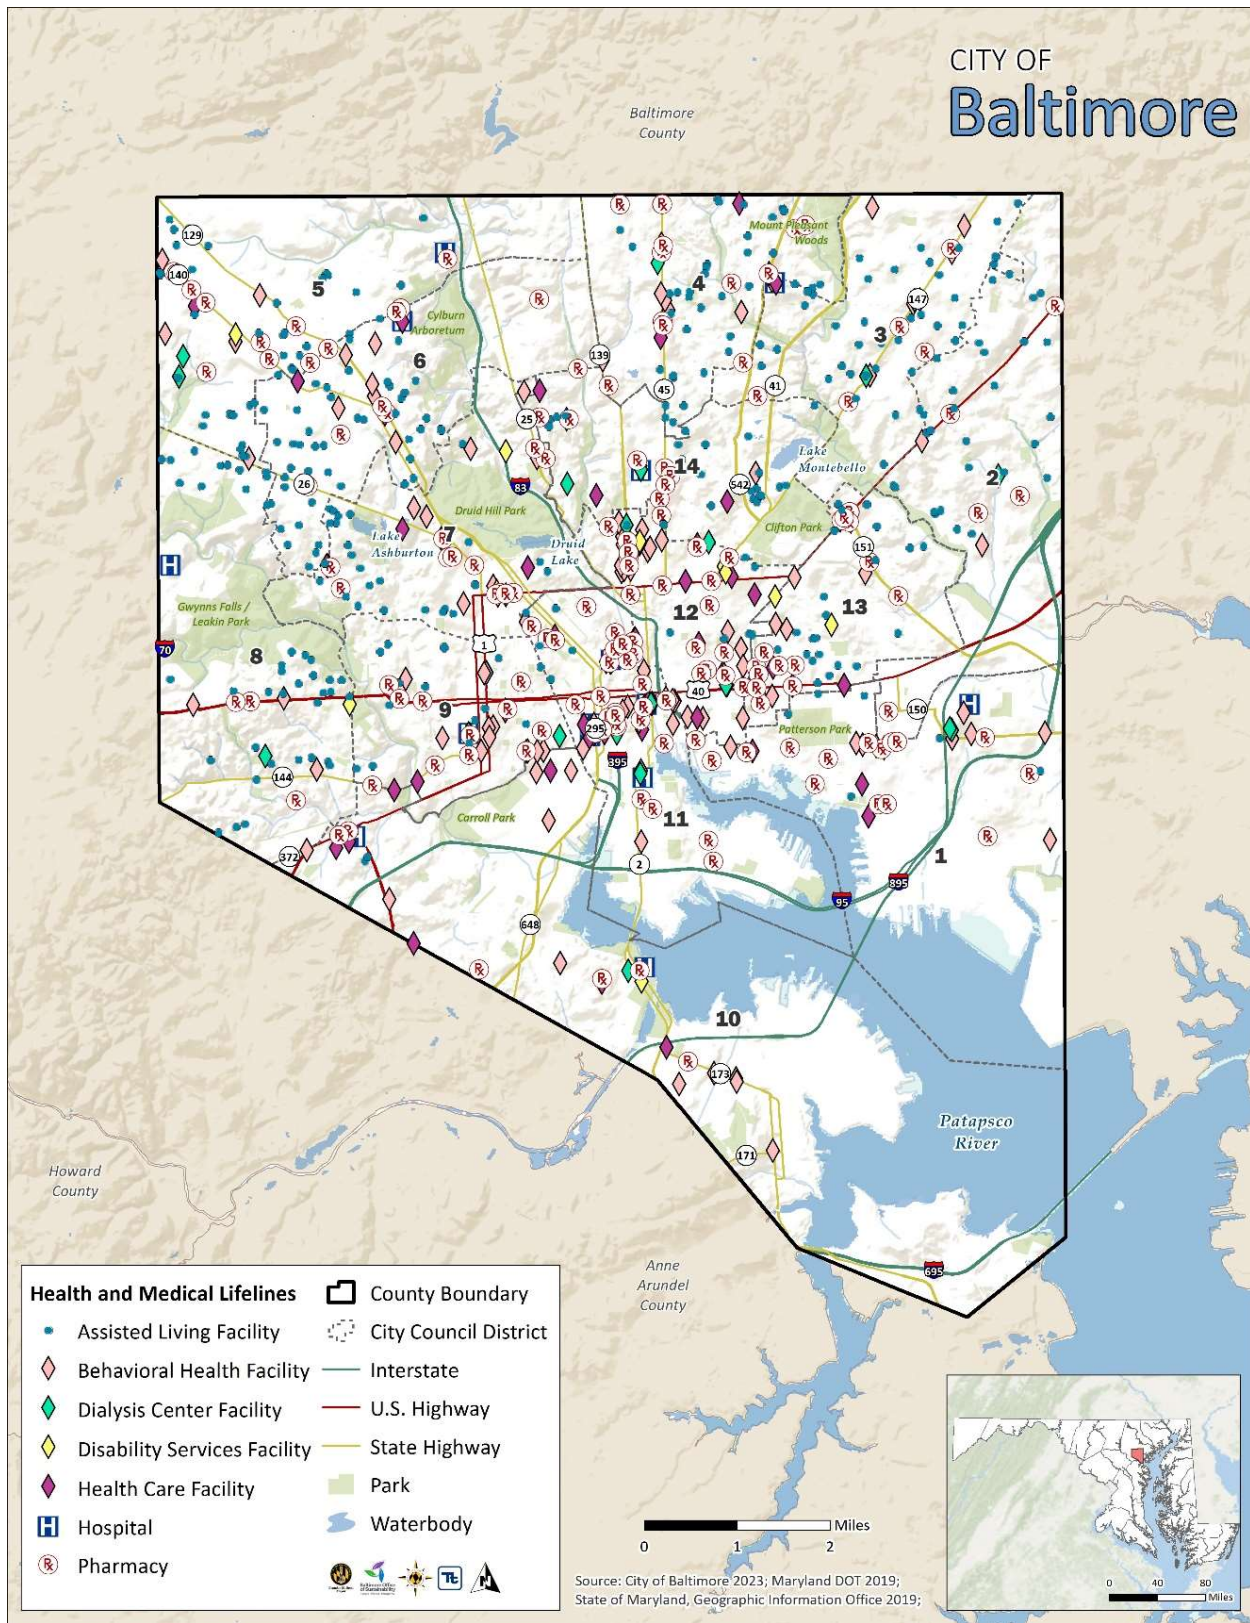 CITY OF
Baltimore
Baltimore
County
Mount Pleasant
Woods
129
140
5
4
147
3
Cylburn
Arboretum
6
139
45
41
25
Lake
Montebello
14
26
83
542
2
Druid Hill Park
Clifton Park
Lake
Ashburton
7
Druid
Lake
151
Gwynns Falls /
Leakin Park
12
13
70
8
1
40
9
150
295
Patterson Park
395
144
Carroll Park
11
372
2
1
895
95
648
10
173
Patapsco
River
171
Howard
County
Anne
Arundel
County
695
Health and Medical Lifelines
Assisted Living Facility
Behavioral Health Facility
Dialysis Center Facility
Disability Services Facility
Health Care Facility
H Hospital
Rx Pharmacy
County Boundary
City Council District
Interstate
U.S. Highway
State Highway
Park
Waterbody
N
Miles
0 1 2
Source: City of Baltimore 2023; Maryland DOT 2019;
State of Maryland, Geographic Information Office 2019;
0 40 80
Miles